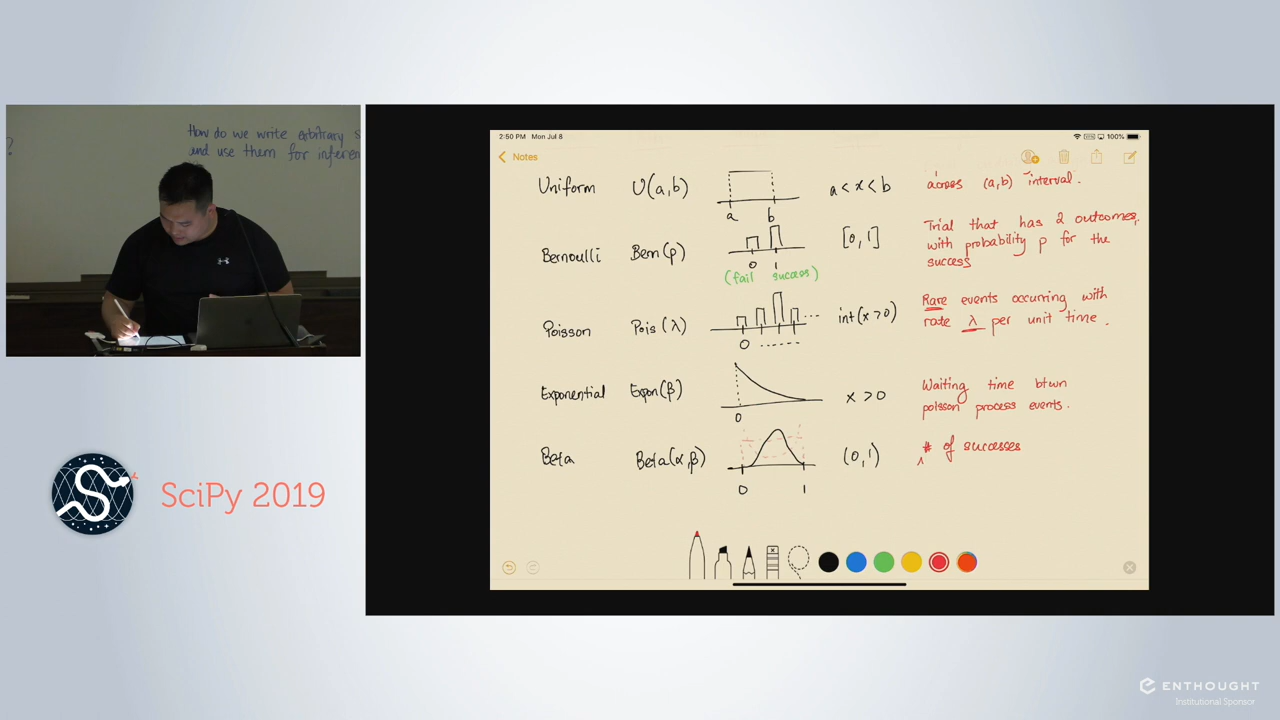 How do we write arbitrary
?
and use them for
2:50 PM Mon Jul 8
100%
Notes
Uniform U(a,b) a b a < x < b across (a,b) interval.
Bernoulli Bern(p) 0 1 [0,1] Trial that has 2 outcomes,
with probability p for the
success
(fail success)
Poisson Pois(λ) 0 ...... int(x>0) Rare events occurring with
rate λ per unit time.
Exponential Expon(β) 0 x > 0 Waiting time btwn
poisson process events.
Beta Beta(α,β) 0 1 (0,1) # of successes
SciPy 2019
ENTHOUGHT
Institutional Sponsor